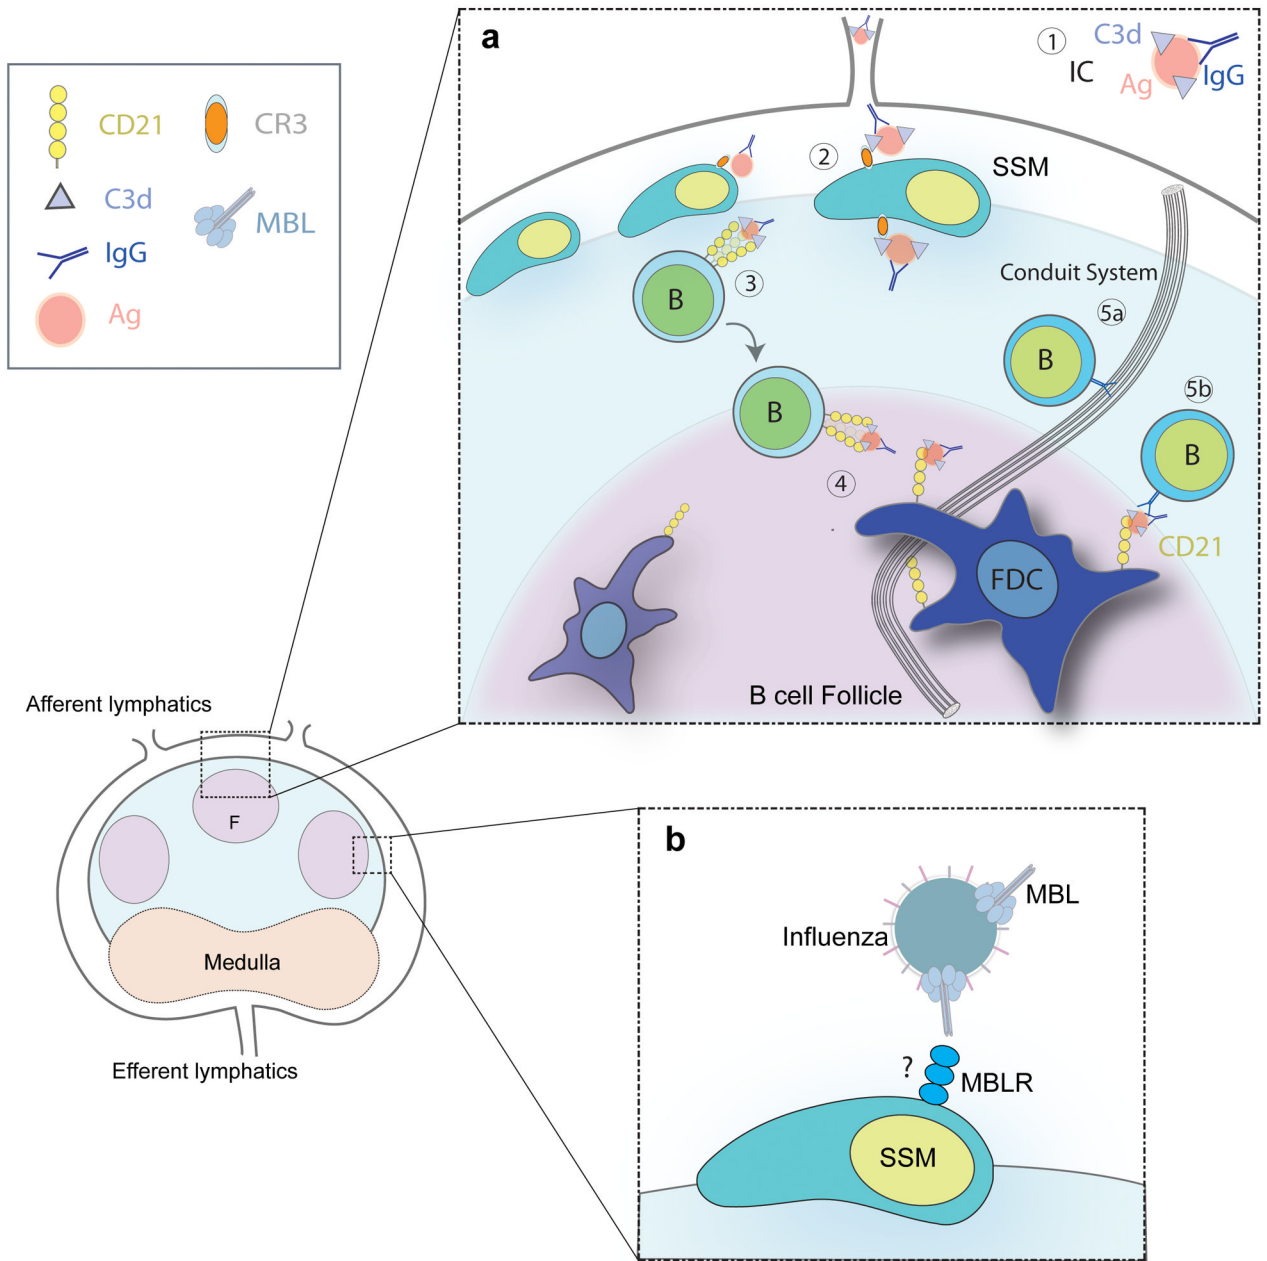 CD21
CR3
C3d
MBL
IgG
Ag
a
1
C3d
IC
IgG
Ag
2
SSM
3
B
Conduit System
5a
B
5b
B
B
4
CD21
FDC
B cell Follicle
Afferent lymphatics
F
Medulla
Efferent lymphatics
b
MBL
Influenza
?
MBLR
SSM